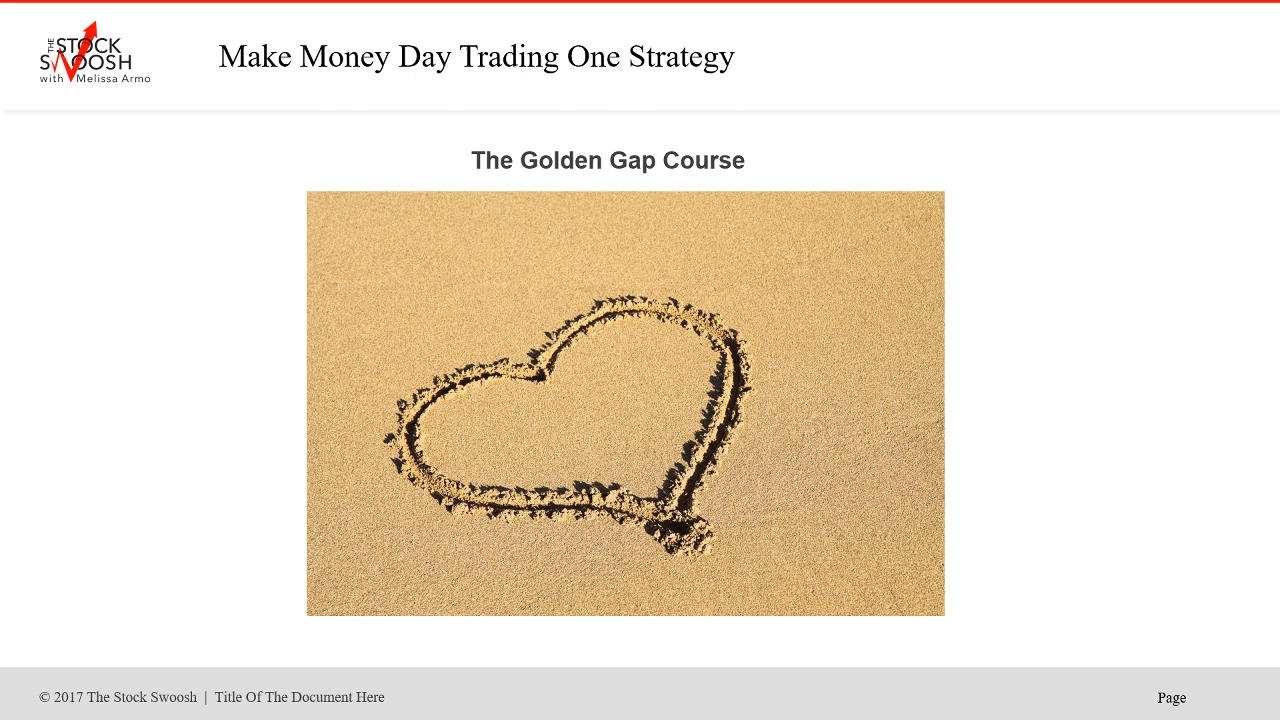 THE
STOCK
SWOOSH
with Melissa Armo
Make Money Day Trading One Strategy
The Golden Gap Course
© 2017 The Stock Swoosh | Title Of The Document Here
Page